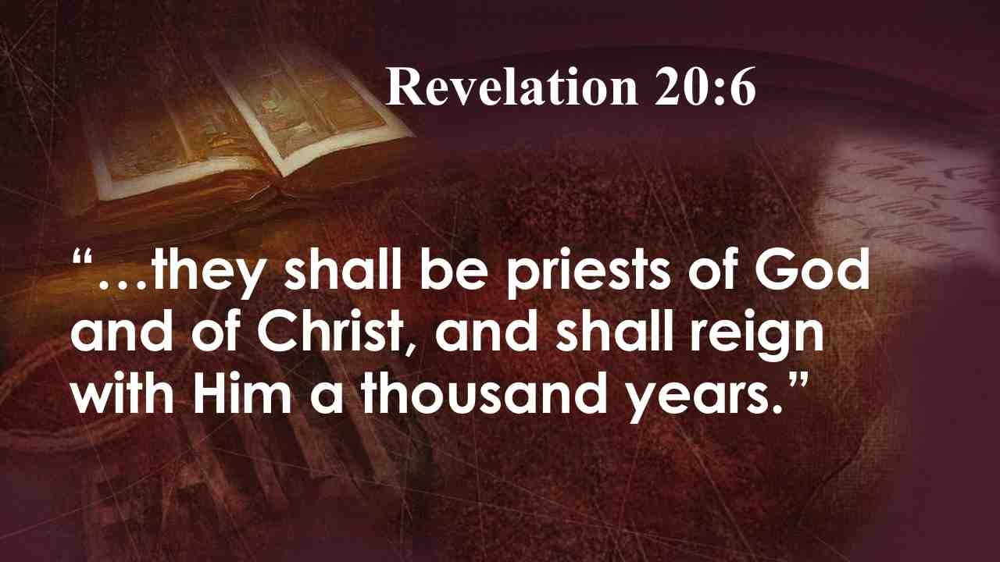 Revelation 20:6
“…they shall be priests of God
and of Christ, and shall reign
with Him a thousand years.”